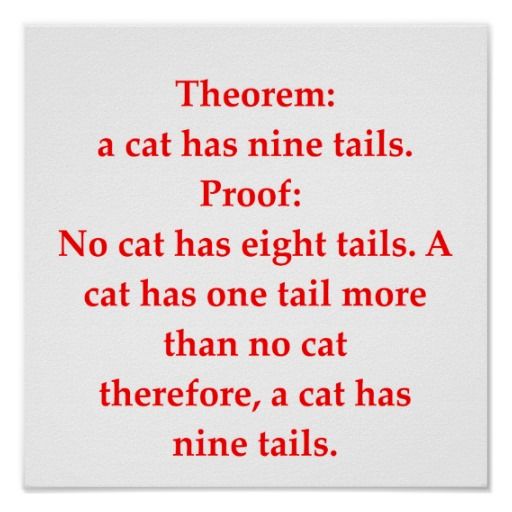 Theorem:
a cat has nine tails.
Proof:
No cat has eight tails. A
cat has one tail more
than no cat
therefore, a cat has
nine tails.